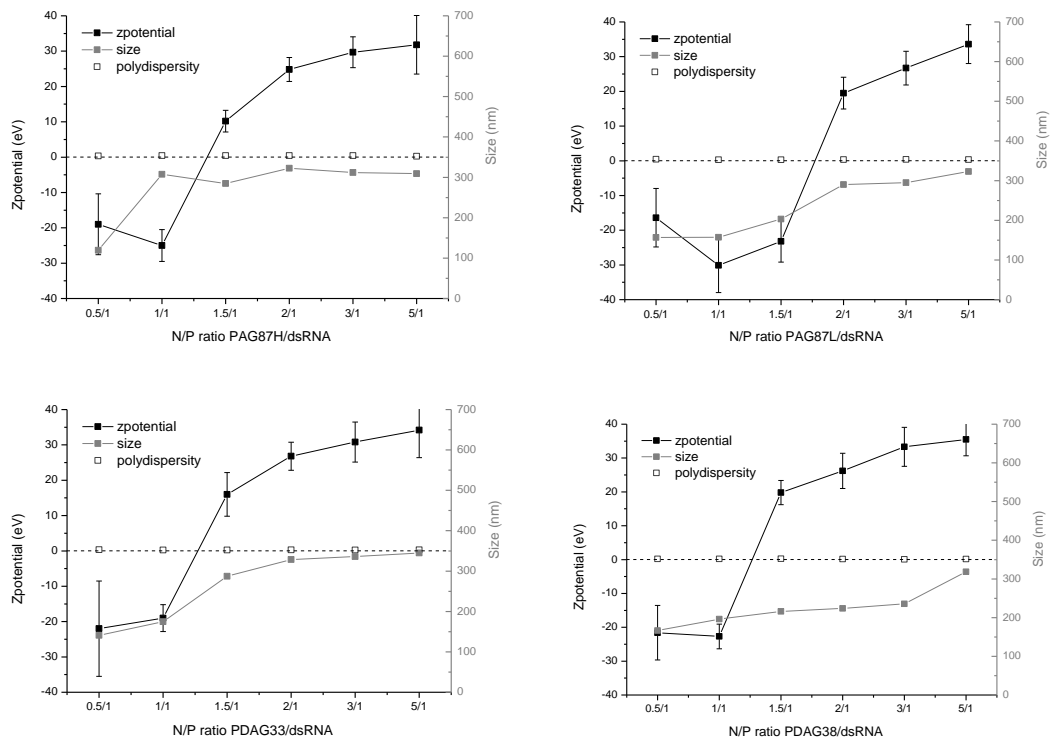 40
30
20
10
0
-10
-20
-30
-40
Zpotential (eV)
zpotential
size
polydispersity
700
600
500
400
300
200
100
0
Size (nm)
0.5/1 1/1 1.5/1 2/1 3/1 5/1
N/P ratio PAG87H/dsRNA
40
30
20
10
0
-10
-20
-30
-40
Zpotential (eV)
zpotential
size
polydispersity
700
600
500
400
300
200
100
0
Size (nm)
0.5/1 1/1 1.5/1 2/1 3/1 5/1
N/P ratio PAG87L/dsRNA
40
30
20
10
0
-10
-20
-30
-40
Zpotential (eV)
zpotential
size
polydispersity
700
600
500
400
300
200
100
0
Size (nm)
0.5/1 1/1 1.5/1 2/1 3/1 5/1
N/P ratio PDAG33/dsRNA
40
30
20
10
0
-10
-20
-30
-40
Zpotential (eV)
zpotential
size
polydispersity
700
600
500
400
300
200
100
0
Size (nm)
0.5/1 1/1 1.5/1 2/1 3/1 5/1
N/P ratio PDAG38/dsRNA